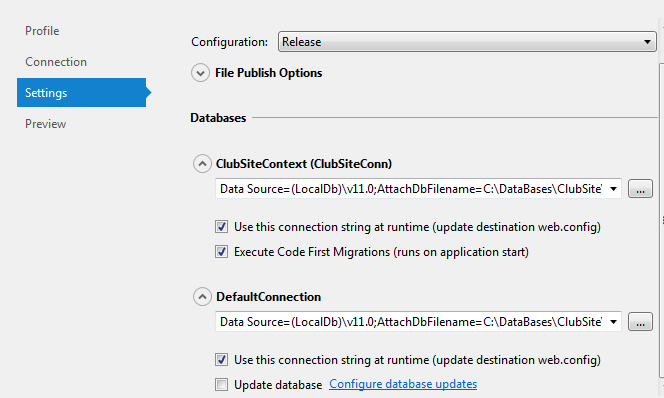 Profile
Connection
Settings
Preview
Configuration: Release
File Publish Options
Databases
ClubSiteContext (ClubSiteConn)
Data Source=(LocalDb)\v11.0;AttachDbFilename=C:\DataBases\ClubSite\ ...
Use this connection string at runtime (update destination web.config)
Execute Code First Migrations (runs on application start)
DefaultConnection
Data Source=(LocalDb)\v11.0;AttachDbFilename=C:\DataBases\ClubSite\ ...
Use this connection string at runtime (update destination web.config)
Update database Configure database updates